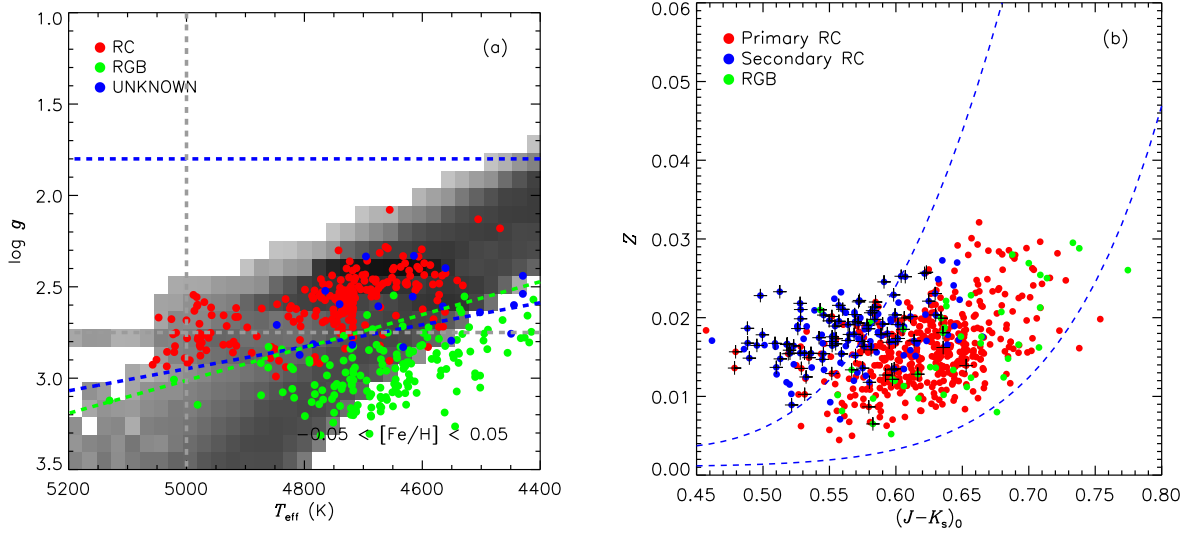 1.0
1.5
2.0
2.5
3.0
3.5
log g
RC
RGB
UNKNOWN
(a)
−0.05 < [Fe/H] < 0.05
5200
5000
4800
4600
4400
Teff (K)
0.06
0.05
0.04
0.03
0.02
0.01
0.00
Z
Primary RC
Secondary RC
RGB
(b)
0.45
0.50
0.55
0.60
0.65
0.70
0.75
0.80
(J−Ks)0